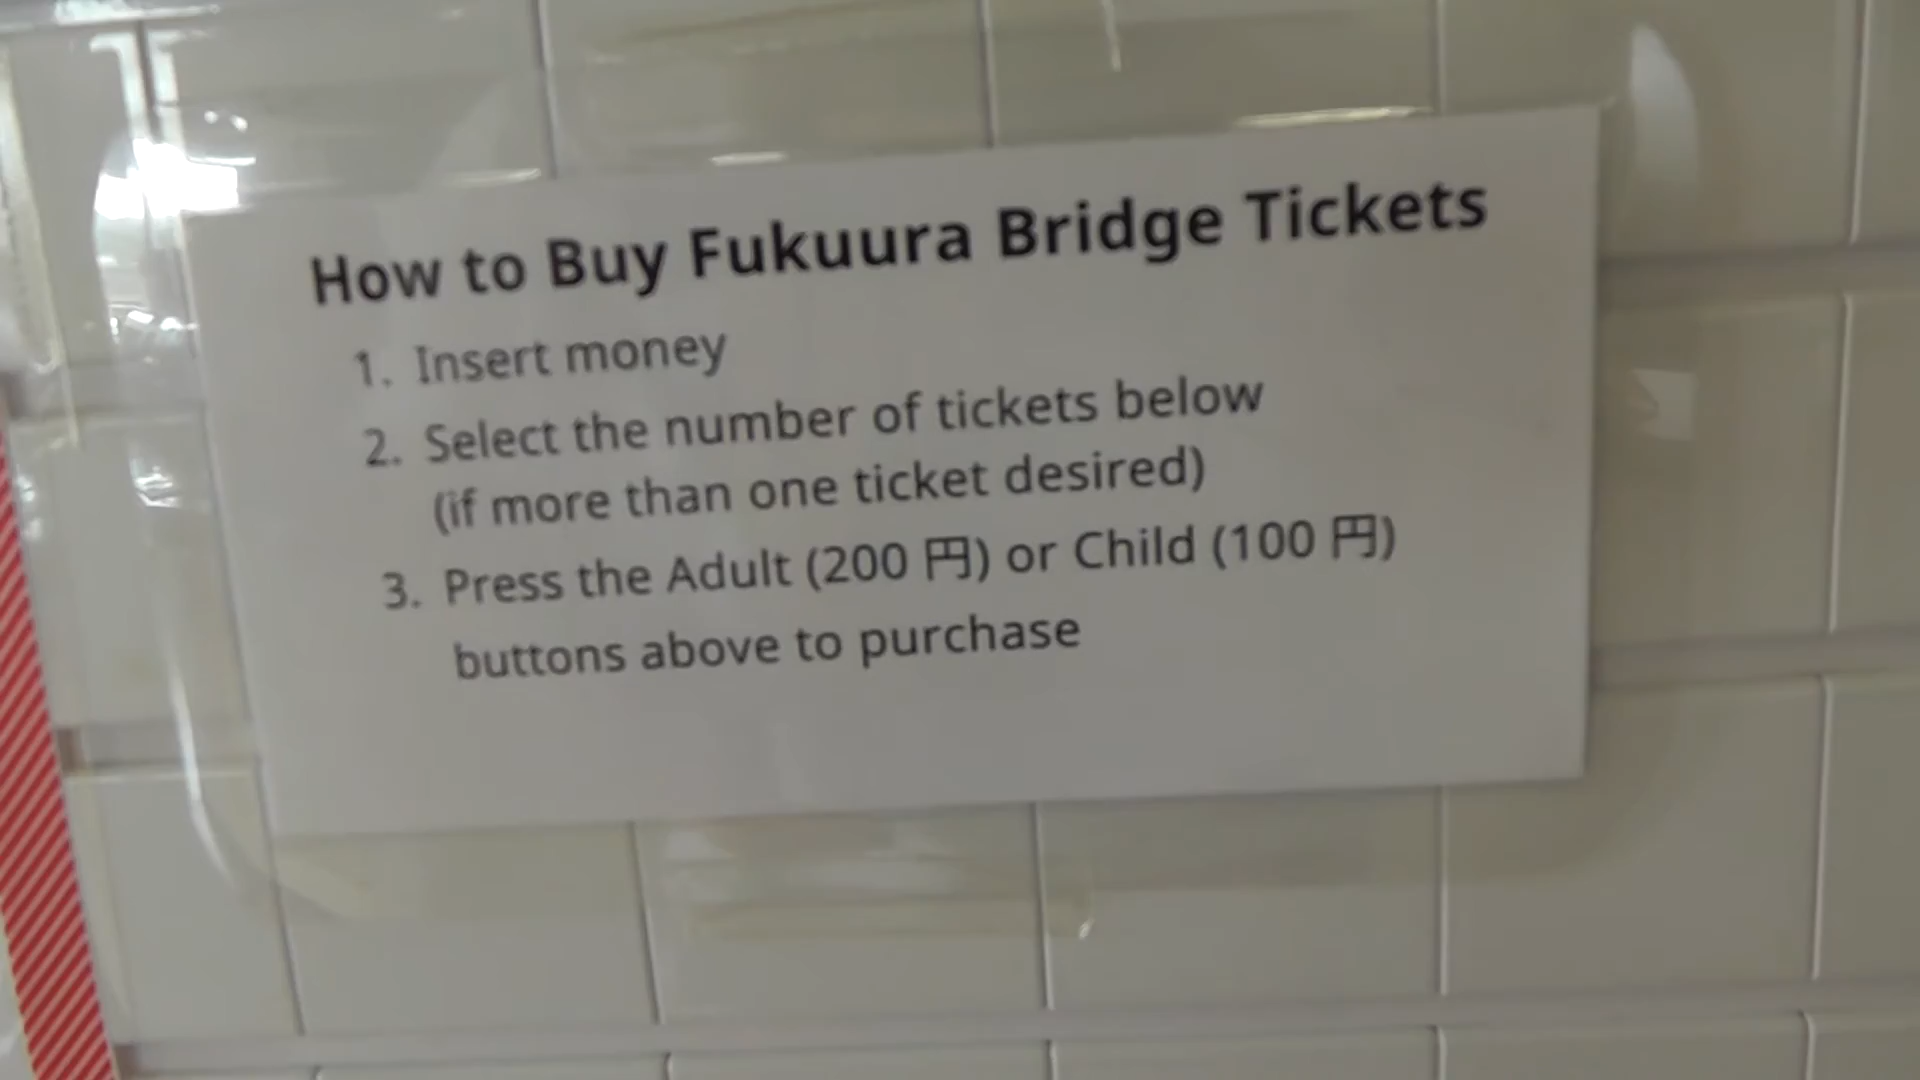 How to Buy Fukuura Bridge Tickets
1. Insert money
2. Select the number of tickets below
(if more than one ticket desired)
3. Press the Adult (200 円) or Child (100 円)
buttons above to purchase